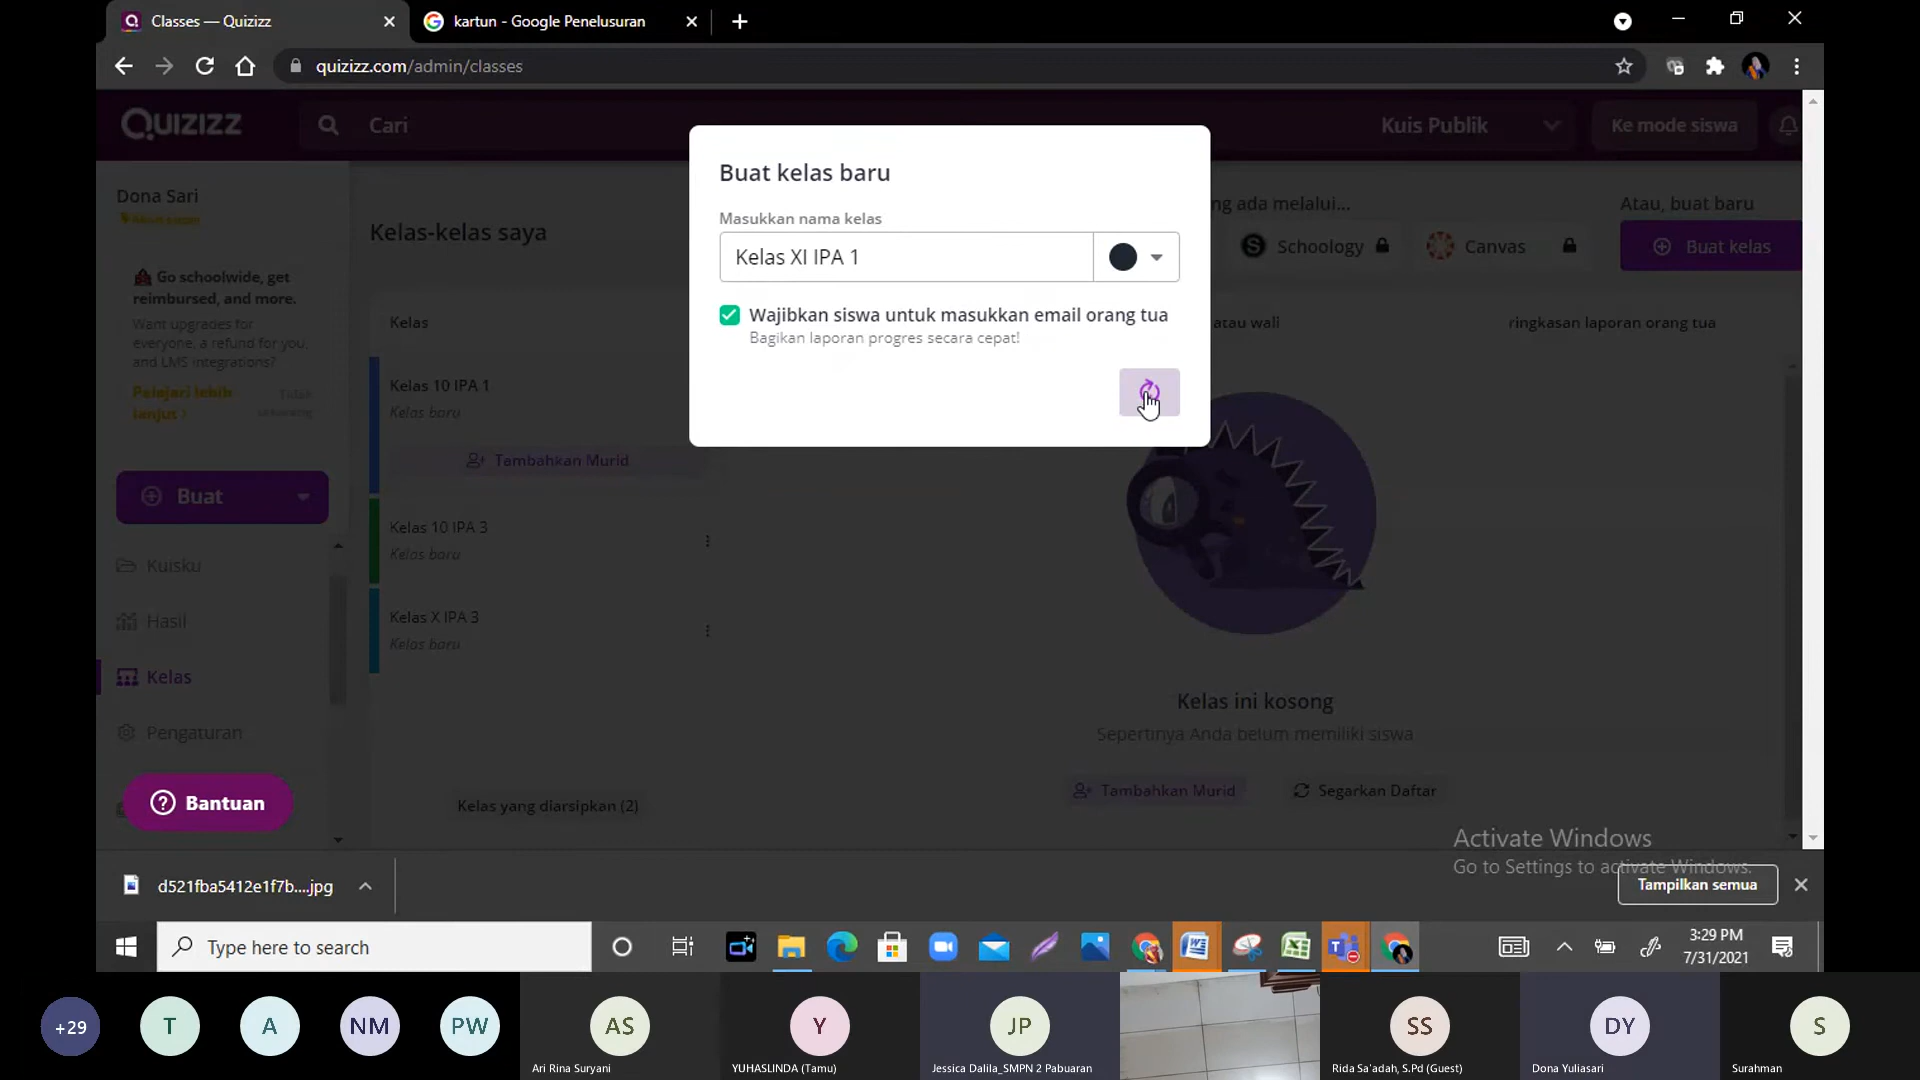 Classes — Quizizz
kartun - Google Penelusuran
quizizz.com/admin/classes
Quizizz
Cari
Kuis Publik
Ke mode siswa
Dona Sari
Go schoolwide, get
reimbursed, and more.
Want upgrades for
everyone, a refund for you,
and LMS integrations?
Pelajari lebih
lanjut >
Tidak
sekarang
Buat
Kuisku
Hasil
Kelas
Pengaturan
Bantuan
Kelas-kelas saya
ng ada melalui...
Schoology
Canvas
Atau, buat baru
Buat kelas
Kelas
atau wali
ringkasan laporan orang tua
Kelas 10 IPA 1
Kelas baru
Tambahkan Murid
Kelas 10 IPA 3
Kelas baru
Kelas X IPA 3
Kelas baru
Kelas yang diarsipkan (2)
Buat kelas baru
Masukkan nama kelas
Kelas XI IPA 1
Wajibkan siswa untuk masukkan email orang tua
Bagikan laporan progres secara cepat!
Kelas ini kosong
Sepertinya Anda belum memiliki siswa
Tambahkan Murid
Segarkan Daftar
Activate Windows
Go to Settings to activate Windows.
d521fba5412e1f7b....jpg
Tampilkan semua
Type here to search
3:29 PM
7/31/2021
+29
T
A
NM
PW
AS
Ari Rina Suryani
Y
YUHASLINDA (Tamu)
JP
Jessica Dalila_SMPN 2 Pabuaran
SS
Rida Sa'adah, S.Pd (Guest)
DY
Dona Yuliasari
S
Surahman